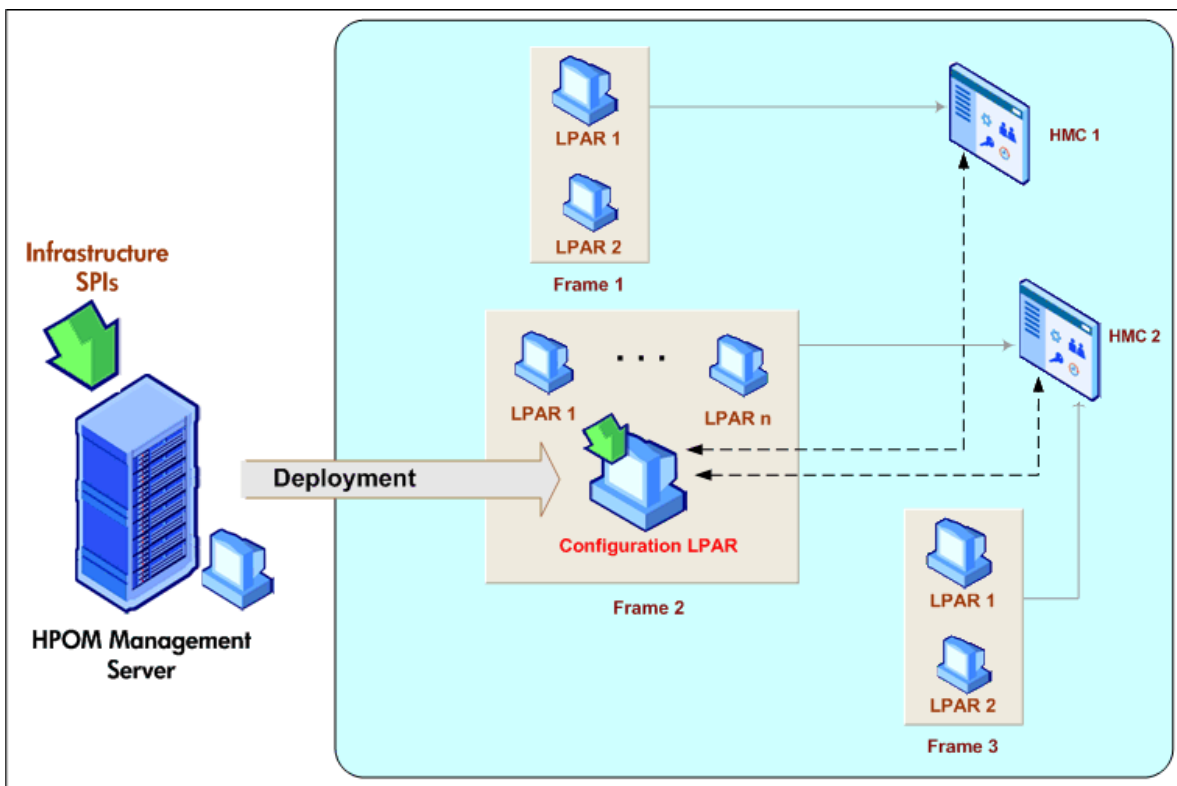 Infrastructure
SPIs
HPOM Management
Server
Deployment
LPAR 1
LPAR 2
Frame 1
HMC 1
LPAR 1
. . .
LPAR n
Configuration LPAR
Frame 2
HMC 2
LPAR 1
LPAR 2
Frame 3